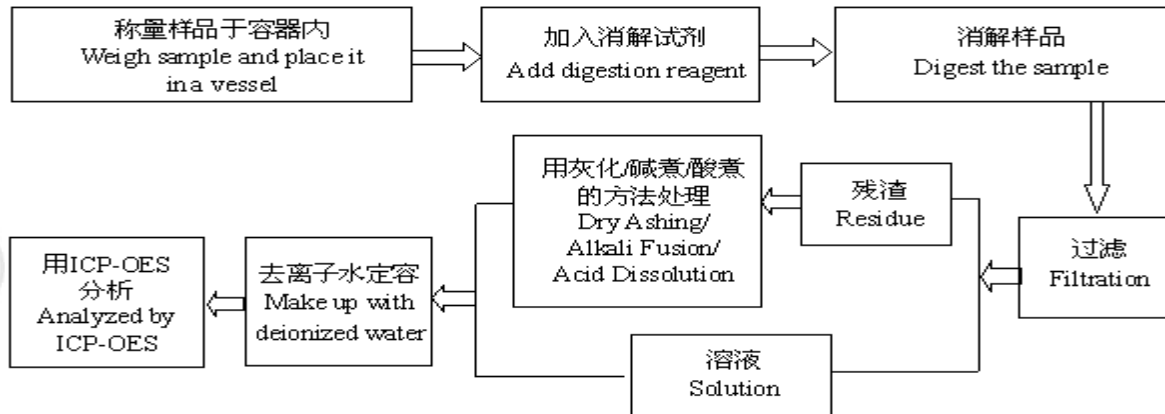 称量样品于容器内
Weigh sample and place it
in a vessel
加入消解试剂
Add digestion reagent
消解样品
Digest the sample
过滤
Filtration
残渣
Residue
用灰化/碱煮/酸煮
的方法处理
Dry Ashing/
Alkali Fusion/
Acid Dissolution
溶液
Solution
去离子水定容
Make up with
deionized water
用ICP-OES
分析
Analyzed by
ICP-OES